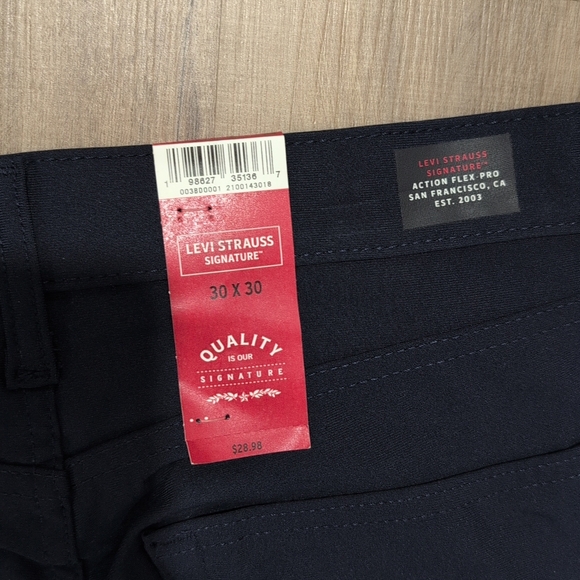 1 98627 35136 7
003800001 2100143018
LEVI STRAUSS
SIGNATURE™
30 X 30
QUALITY
IS OUR
SIGNATURE
$28.98
LEVI STRAUSS
SIGNATURE™
ACTION FLEX-PRO
SAN FRANCISCO, CA
EST. 2003